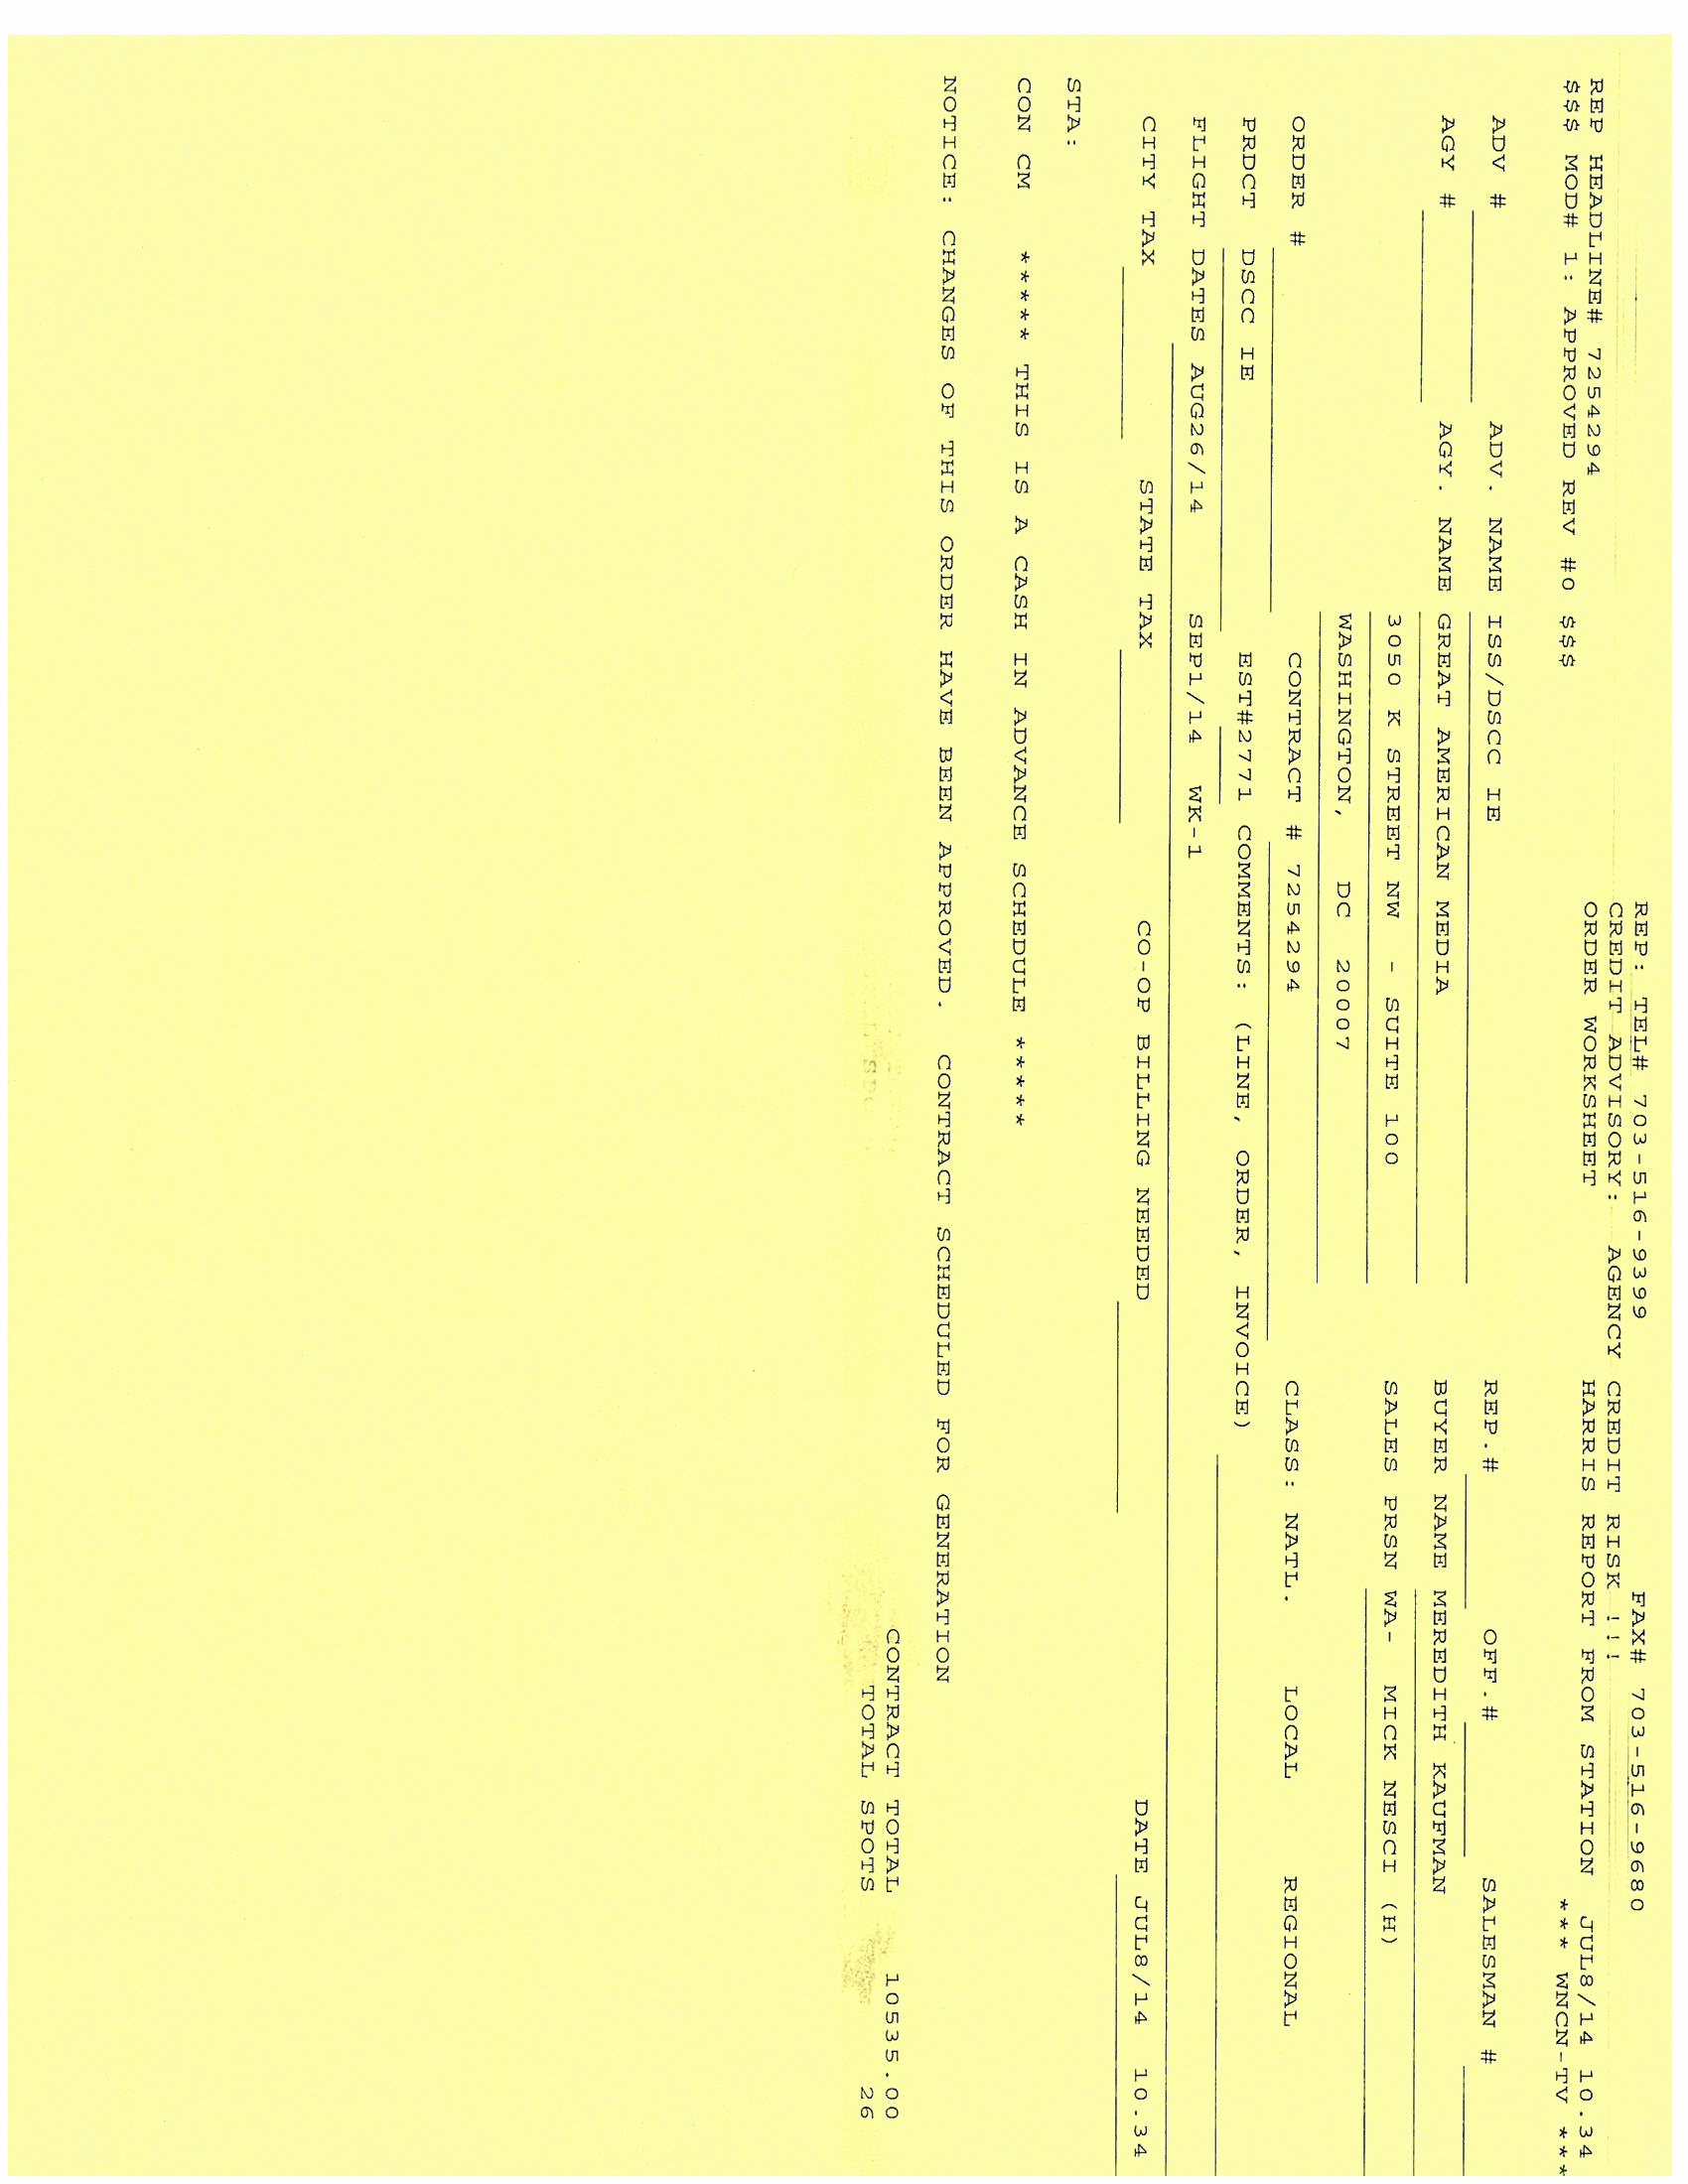 REP: TEL# 703-516-9399 FAX# 703-516-9680
CREDIT ADVISORY: AGENCY CREDIT RISK !!!
REP HEADLINE# 7254294 ORDER WORKSHEET HARRIS REPORT FROM STATION JUL8/14 10.34
$$$ MOD# 1: APPROVED REV #0 $$$ *** WNCN-TV ***
ADV # ADV. NAME ISS/DSCC IE REP.# OFF.# SALESMAN #
AGY # AGY. NAME GREAT AMERICAN MEDIA BUYER NAME MEREDITH KAUFMAN
3050 K STREET NW - SUITE 100 SALES PRSN WA- MICK NESCI (H)
WASHINGTON, DC 20007
ORDER # CONTRACT # 7254294 CLASS: NATL. LOCAL REGIONAL
PRDCT DSCC IE EST#2771 COMMENTS: (LINE, ORDER, INVOICE)
FLIGHT DATES AUG26/14 SEP1/14 WK-1
CITY TAX STATE TAX CO-OP BILLING NEEDED DATE JUL8/14 10.34
STA:
CON CM ***** THIS IS A CASH IN ADVANCE SCHEDULE *****
NOTICE: CHANGES OF THIS ORDER HAVE BEEN APPROVED. CONTRACT SCHEDULED FOR GENERATION
CONTRACT TOTAL 10535.00
TOTAL SPOTS 26